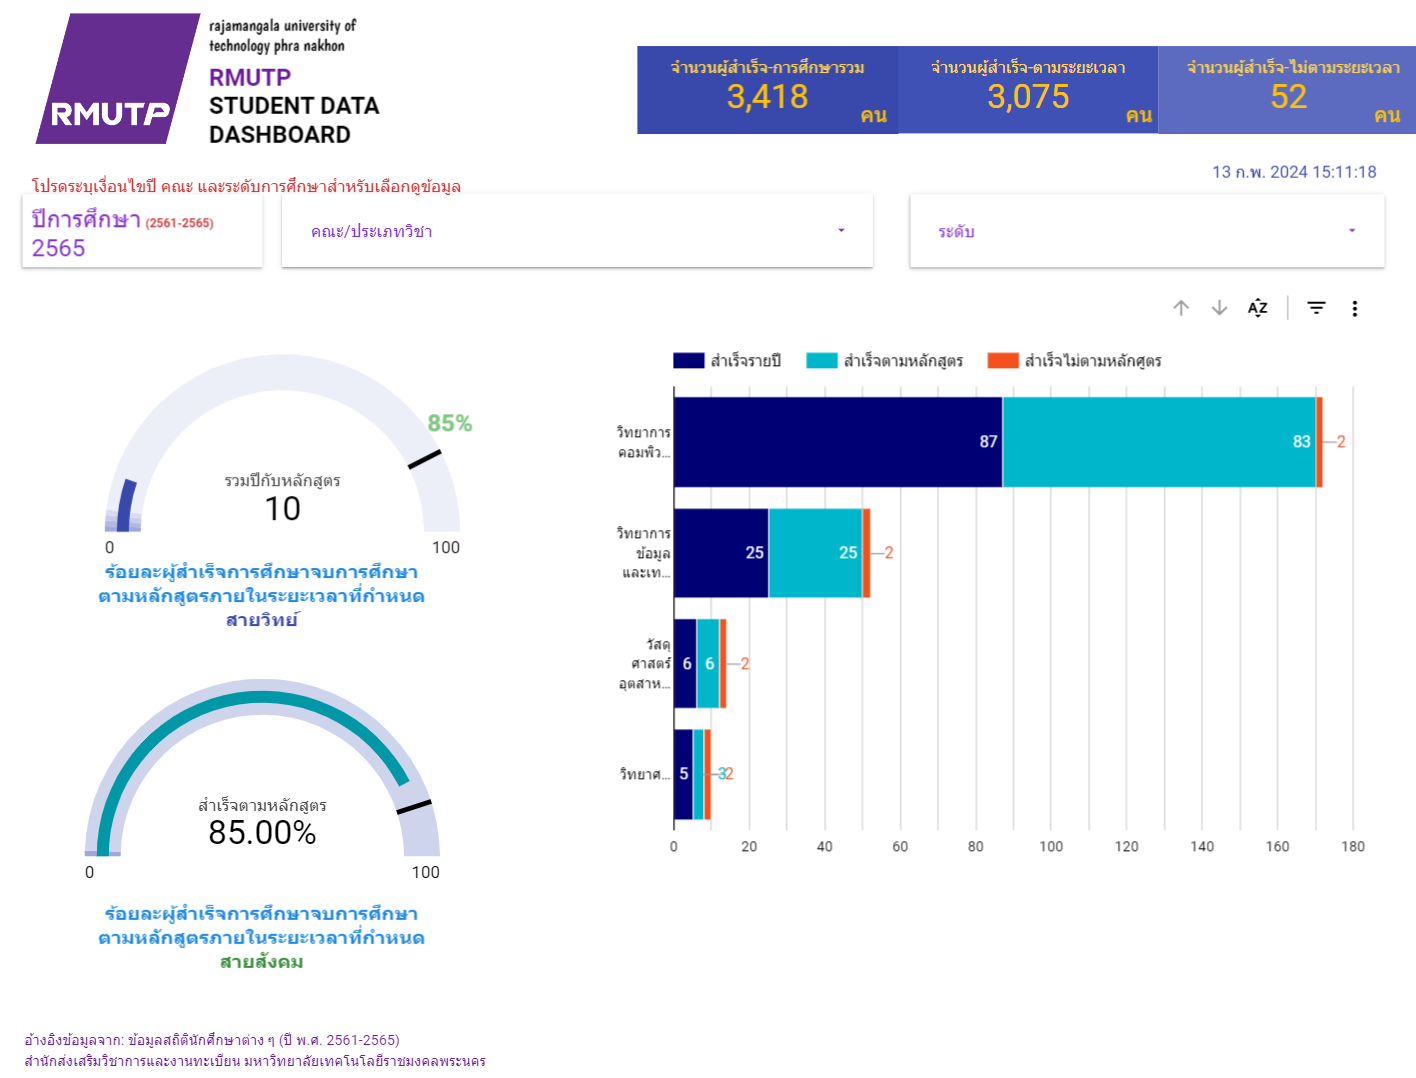 rajamangala university of
technology phra nakhon
RMUTP
STUDENT DATA
DASHBOARD
RMUTP
จำนวนผู้สำเร็จ-การศึกษารวม
3,418
คน
จำนวนผู้สำเร็จ-ตามระยะเวลา
3,075
คน
จำนวนผู้สำเร็จ-ไม่ตามระยะเวลา
52
คน
13 ก.พ. 2024 15:11:18
โปรดระบุเงื่อนไขปี คณะ และระดับการศึกษาสำหรับเลือกดูข้อมูล
ปีการศึกษา (2561-2565)
2565
คณะ/ประเภทวิชา
ระดับ
AZ
85%
รวมปีกับหลักสูตร
10
0 100
ร้อยละผู้สำเร็จการศึกษาจบการศึกษา
ตามหลักสูตรภายในระยะเวลาที่กำหนด
สายวิทย์
สำเร็จตามหลักสูตร
85.00%
0 100
ร้อยละผู้สำเร็จการศึกษาจบการศึกษา
ตามหลักสูตรภายในระยะเวลาที่กำหนด
สายสังคม
สำเร็จรายปี สำเร็จตามหลักสูตร สำเร็จไม่ตามหลักศูตร
วิทยาการ
คอมพิว...
87 83 2
วิทยาการ
ข้อมูล
และเท...
25 25 2
วัสดุ
ศาสตร์
อุตสาห...
6 6 2
วิทยาศ...
5 3 2
0 20 40 60 80 100 120 140 160 180
อ้างอิงข้อมูลจาก: ข้อมูลสถิตินักศึกษาต่าง ๆ (ปี พ.ศ. 2561-2565)
สำนักส่งเสริมวิชาการและงานทะเบียน มหาวิทยาลัยเทคโนโลยีราชมงคลพระนคร